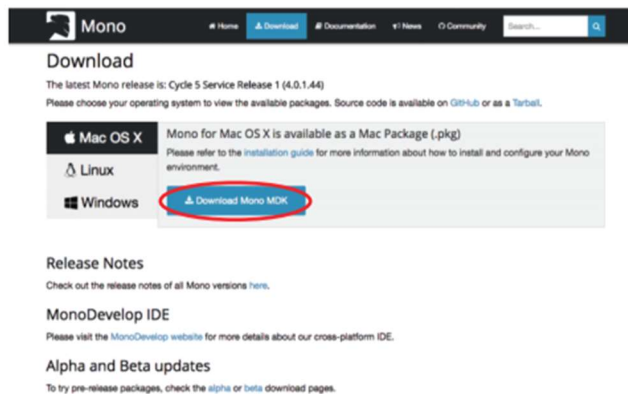 Mono
Home Download Documentation News Community Search...
Download
The latest Mono release is: Cycle 5 Service Release 1 (4.0.1.44)
Please choose your operating system to view the available packages. Source code is available on GitHub or as a Tarball.
Mac OS X
Linux
Windows
Mono for Mac OS X is available as a Mac Package (.pkg)
Please refer to the installation guide for more information about how to install and configure your Mono
environment.
Download Mono MDK
Release Notes
Check out the release notes of all Mono versions here.
MonoDevelop IDE
Please visit the MonoDevelop website for more details about our cross-platform IDE.
Alpha and Beta updates
To try pre-release packages, check the alpha or beta download pages.